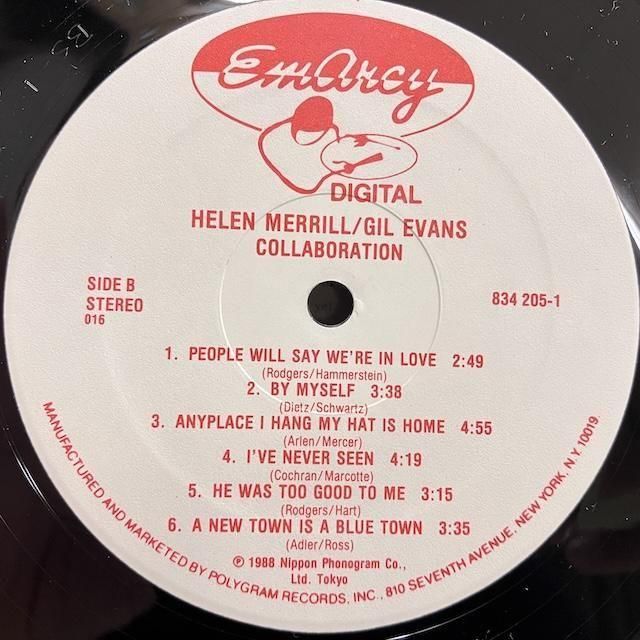 EmArcy
DIGITAL
HELEN MERRILL/GIL EVANS
COLLABORATION
SIDE B
STEREO
016
834 205-1
1. PEOPLE WILL SAY WE'RE IN LOVE 2:49
(Rodgers/Hammerstein)
2. BY MYSELF 3:38
(Dietz/Schwartz)
3. ANYPLACE I HANG MY HAT IS HOME 4:55
(Arlen/Mercer)
4. I'VE NEVER SEEN 4:19
(Cochran/Marcotte)
5. HE WAS TOO GOOD TO ME 3:15
(Rodgers/Hart)
6. A NEW TOWN IS A BLUE TOWN 3:35
(Adler/Ross)
℗ 1988 Nippon Phonogram Co.,
Ltd. Tokyo
MANUFACTURED AND MARKETED BY POLYGRAM RECORDS, INC., 810 SEVENTH AVENUE, NEW YORK, N.Y. 10019.